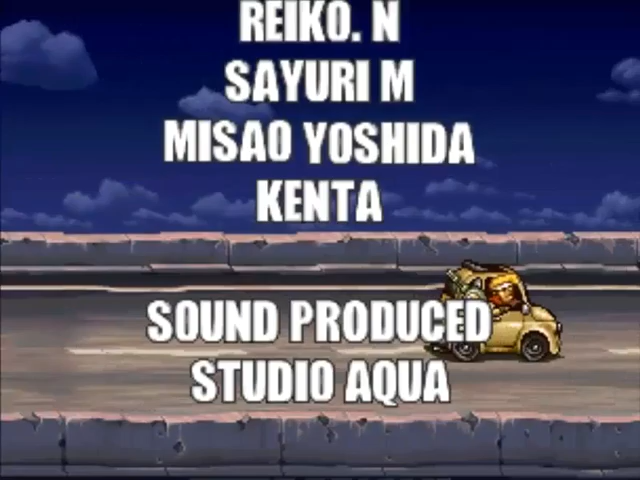 REIKO. N
SAYURI M
MISAO YOSHIDA
KENTA
SOUND PRODUCED
STUDIO AQUA